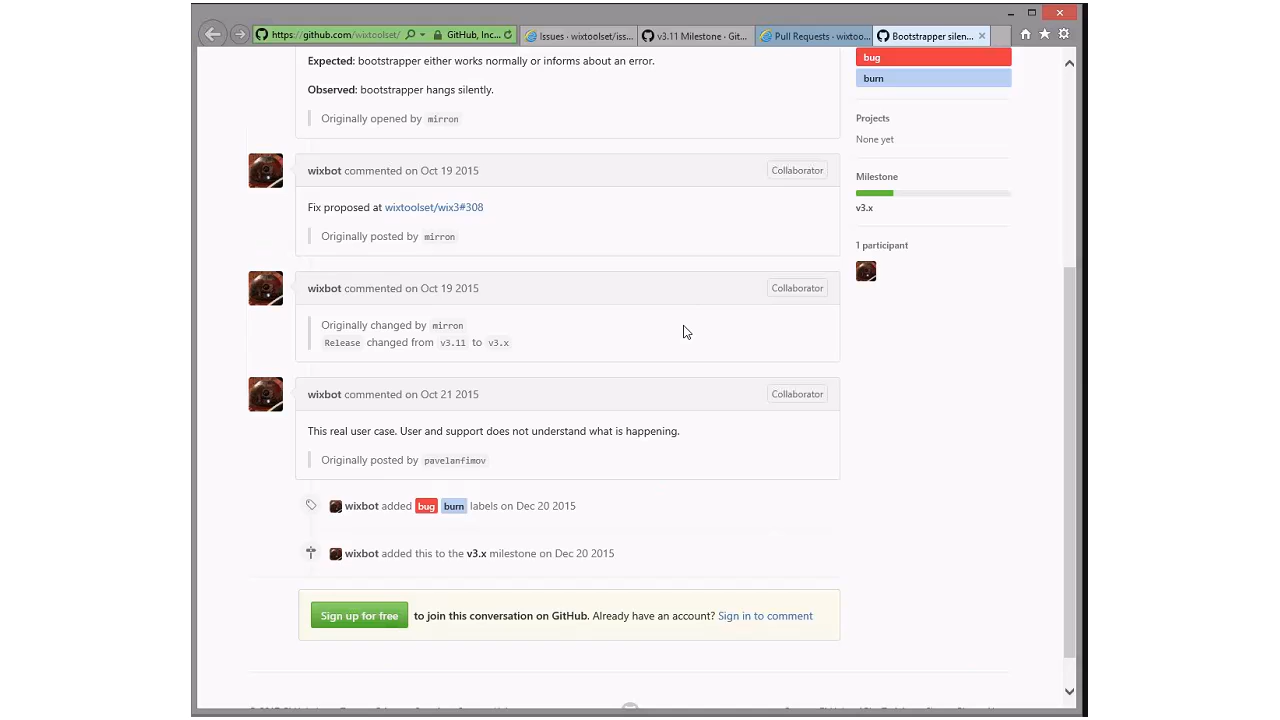 https://github.com/wixtoolset/
GitHub, Inc...
Issues · wixtoolset/iss...
v3.11 Milestone - Git...
Pull Requests · wixtoo...
Bootstrapper silen...
Expected: bootstrapper either works normally or informs about an error.
Observed: bootstrapper hangs silently.
Originally opened by mirron
bug
burn
Projects
None yet
Milestone
v3.x
1 participant
wixbot commented on Oct 19 2015
Collaborator
Fix proposed at wixtoolset/wix3#308
Originally posted by mirron
wixbot commented on Oct 19 2015
Collaborator
Originally changed by mirron
Release changed from v3.11 to v3.x
wixbot commented on Oct 21 2015
Collaborator
This real user case. User and support does not understand what is happening.
Originally posted by pavelanfimov
wixbot added bug burn labels on Dec 20 2015
wixbot added this to the v3.x milestone on Dec 20 2015
Sign up for free to join this conversation on GitHub. Already have an account? Sign in to comment